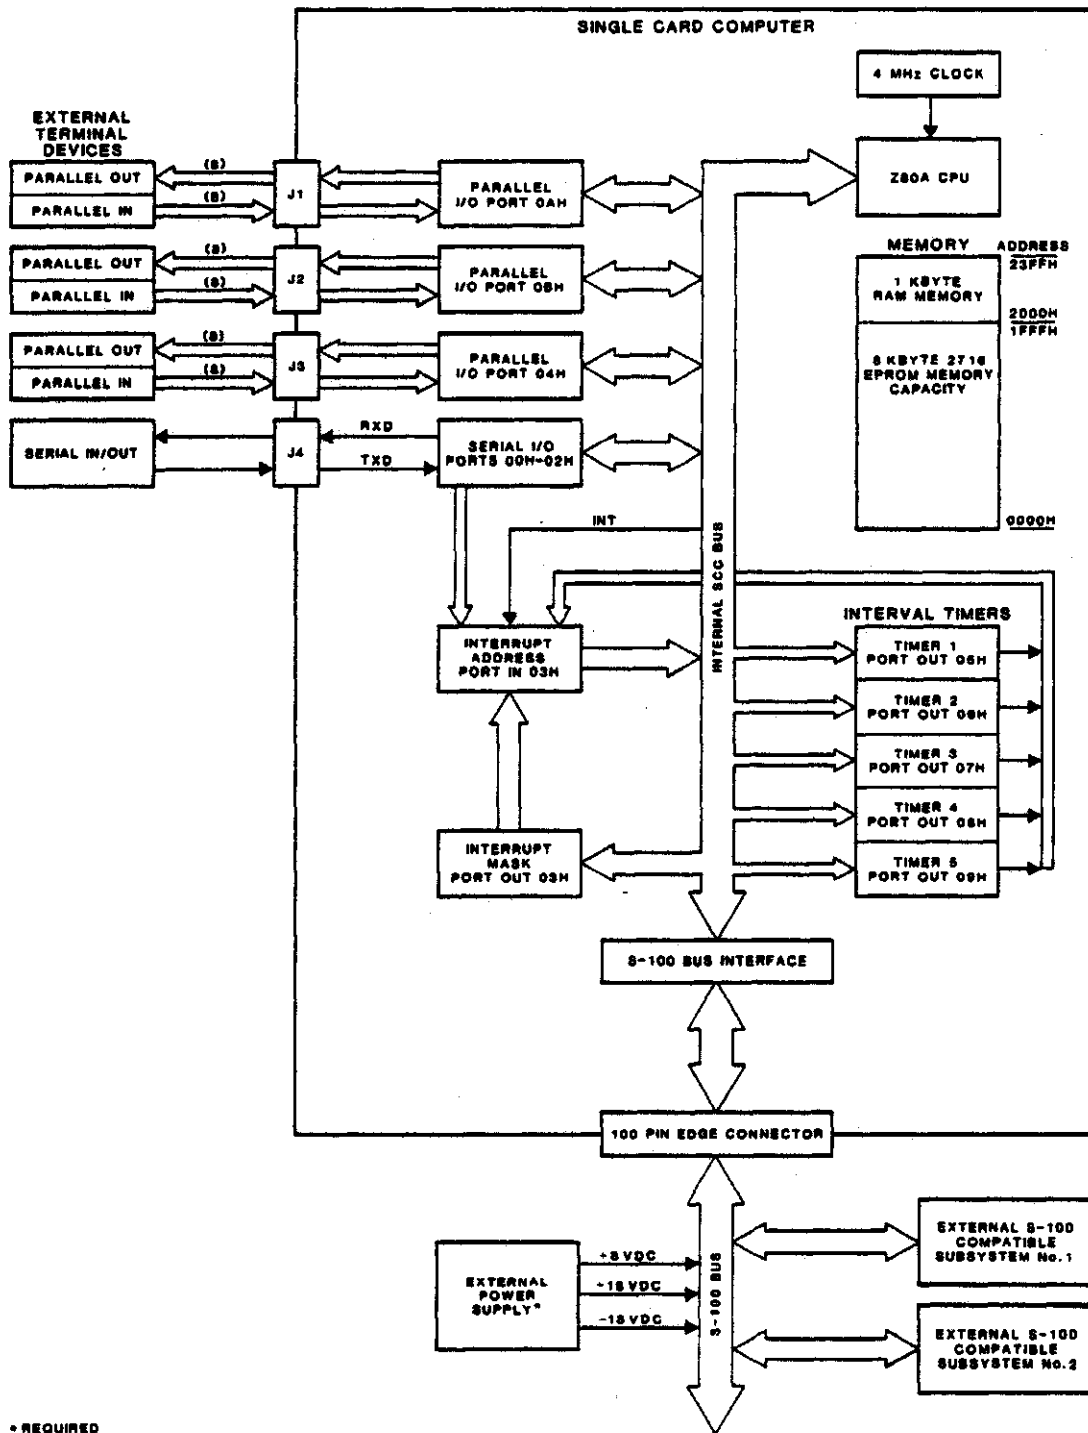 SINGLE CARD COMPUTER
4 MHz CLOCK
EXTERNAL
TERMINAL
DEVICES
PARALLEL OUT
PARALLEL IN
(8)
(8)
J1
PARALLEL
I/O PORT 0AH
Z80A CPU
PARALLEL OUT
PARALLEL IN
(8)
(8)
J2
PARALLEL
I/O PORT 0BH
MEMORY
ADDRESS
23FFH
1 KBYTE
RAM MEMORY
2000H
1FFFH
PARALLEL OUT
PARALLEL IN
(8)
(8)
J3
PARALLEL
I/O PORT 04H
8 KBYTE 2716
EPROM MEMORY
CAPACITY
SERIAL IN/OUT
J4
RXD
TXD
SERIAL I/O
PORTS 00H-02H
0000H
INT
INTERNAL SCC BUS
INTERRUPT
ADDRESS
PORT IN 03H
INTERVAL TIMERS
TIMER 1
PORT OUT 05H
TIMER 2
PORT OUT 06H
TIMER 3
PORT OUT 07H
TIMER 4
PORT OUT 08H
TIMER 5
PORT OUT 09H
INTERRUPT
MASK
PORT OUT 03H
S-100 BUS INTERFACE
100 PIN EDGE CONNECTOR
EXTERNAL
POWER
SUPPLY*
+8VDC
+18VDC
-18VDC
S-100 BUS
EXTERNAL S-100
COMPATIBLE
SUBSYSTEM No.1
EXTERNAL S-100
COMPATIBLE
SUBSYSTEM No.2
* REQUIRED